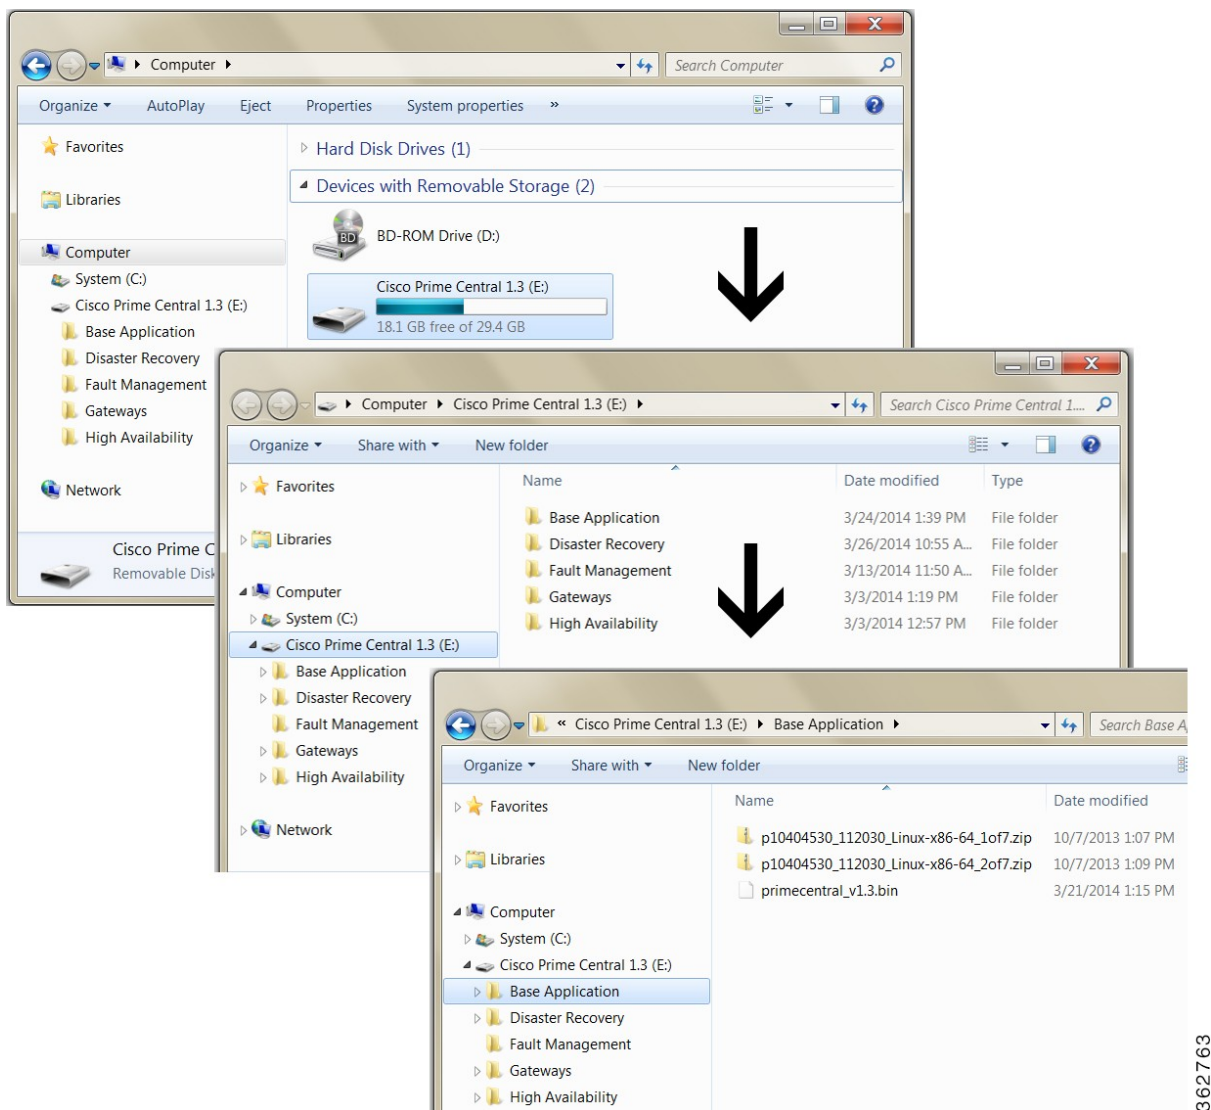 Computer
Search Computer
Organize AutoPlay Eject Properties System properties »
Favorites
Libraries
Computer
System (C:)
Cisco Prime Central 1.3 (E:)
Base Application
Disaster Recovery
Fault Management
Gateways
High Availability
Network
Hard Disk Drives (1)
Devices with Removable Storage (2)
BD-ROM Drive (D:)
BD
Cisco Prime Central 1.3 (E:)
18.1 GB free of 29.4 GB
Cisco Prime C
Removable Disk
Computer Cisco Prime Central 1.3 (E:)
Search Cisco Prime Central 1....
Organize Share with New folder
Favorites
Libraries
Computer
System (C:)
Cisco Prime Central 1.3 (E:)
Base Application
Disaster Recovery
Fault Management
Gateways
High Availability
Network
Name Date modified Type
Base Application 3/24/2014 1:39 PM File folder
Disaster Recovery 3/26/2014 10:55 A... File folder
Fault Management 3/13/2014 11:50 A... File folder
Gateways 3/3/2014 1:19 PM File folder
High Availability 3/3/2014 12:57 PM File folder
« Cisco Prime Central 1.3 (E:) Base Application
Search Base A
Organize Share with New folder
Favorites
Libraries
Computer
System (C:)
Cisco Prime Central 1.3 (E:)
Base Application
Disaster Recovery
Fault Management
Gateways
High Availability
Name Date modified
p10404530_112030_Linux-x86-64_1of7.zip 10/7/2013 1:07 PM
p10404530_112030_Linux-x86-64_2of7.zip 10/7/2013 1:09 PM
primecentral_v1.3.bin 3/21/2014 1:15 PM
362763